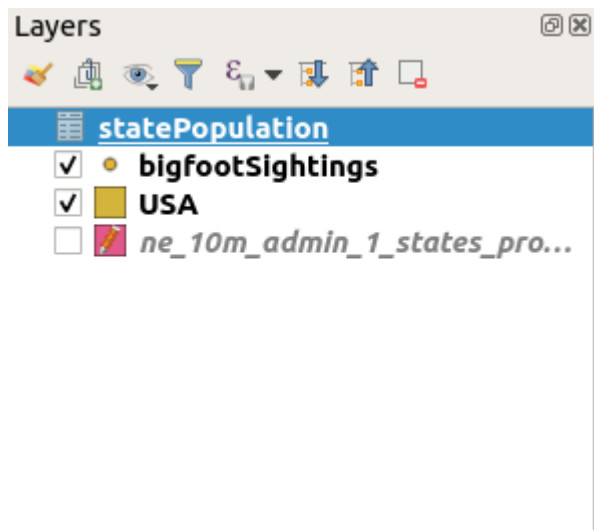 Layers
statePopulation
bigfootSightings
USA
ne_10m_admin_1_states_pro...